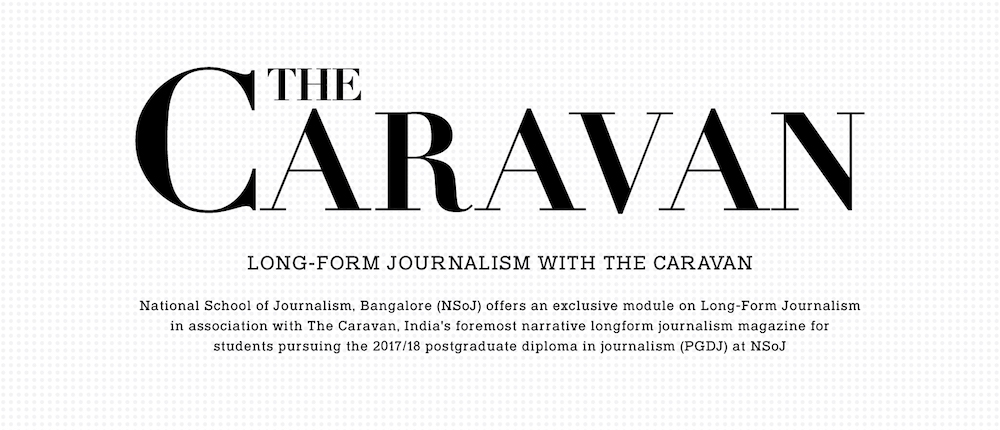 THE
CARAVAN
LONG-FORM JOURNALISM WITH THE CARAVAN
National School of Journalism, Bangalore (NSoJ) offers an exclusive module on Long-Form Journalism
in association with The Caravan, India's foremost narrative longform journalism magazine for
students pursuing the 2017/18 postgraduate diploma in journalism (PGDJ) at NSoJ